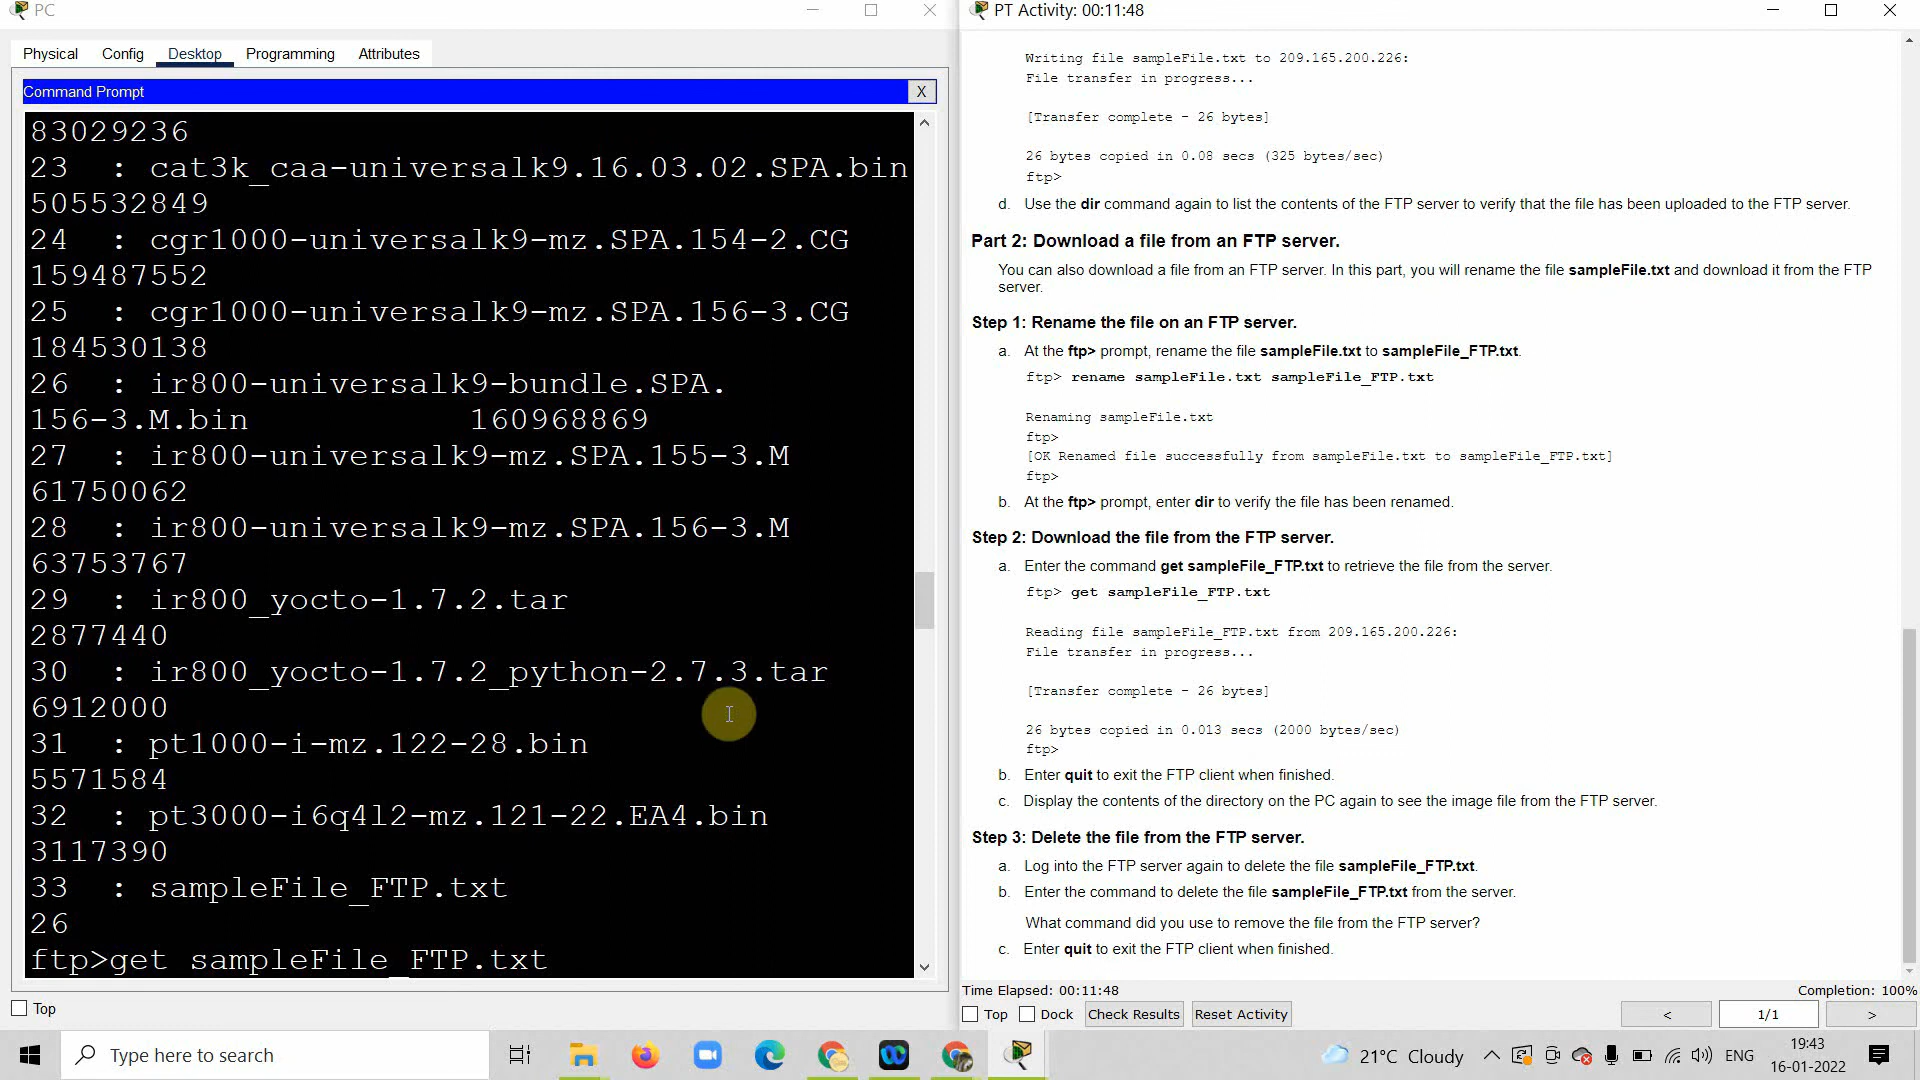 PC
Physical Config Desktop Programming Attributes
Command Prompt X
83029236
23 : cat3k_caa-universalk9.16.03.02.SPA.bin
505532849
24 : cgr1000-universalk9-mz.SPA.154-2.CG
159487552
25 : cgr1000-universalk9-mz.SPA.156-3.CG
184530138
26 : ir800-universalk9-bundle.SPA.
156-3.M.bin 160968869
27 : ir800-universalk9-mz.SPA.155-3.M
61750062
28 : ir800-universalk9-mz.SPA.156-3.M
63753767
29 : ir800_yocto-1.7.2.tar
2877440
30 : ir800_yocto-1.7.2_python-2.7.3.tar
6912000
31 : pt1000-i-mz.122-28.bin
5571584
32 : pt3000-i6q4l2-mz.121-22.EA4.bin
3117390
33 : sampleFile_FTP.txt
26
ftp>get sampleFile_FTP.txt
Top
PT Activity: 00:11:48
Writing file sampleFile.txt to 209.165.200.226:
File transfer in progress...
[Transfer complete - 26 bytes]
26 bytes copied in 0.08 secs (325 bytes/sec)
ftp>
d. Use the dir command again to list the contents of the FTP server to verify that the file has been uploaded to the FTP server.
Part 2: Download a file from an FTP server.
You can also download a file from an FTP server. In this part, you will rename the file sampleFile.txt and download it from the FTP
server.
Step 1: Rename the file on an FTP server.
a. At the ftp> prompt, rename the file sampleFile.txt to sampleFile_FTP.txt.
ftp> rename sampleFile.txt sampleFile_FTP.txt
Renaming sampleFile.txt
ftp>
[OK Renamed file successfully from sampleFile.txt to sampleFile_FTP.txt]
ftp>
b. At the ftp> prompt, enter dir to verify the file has been renamed.
Step 2: Download the file from the FTP server.
a. Enter the command get sampleFile_FTP.txt to retrieve the file from the server.
ftp> get sampleFile_FTP.txt
Reading file sampleFile_FTP.txt from 209.165.200.226:
File transfer in progress...
[Transfer complete - 26 bytes]
26 bytes copied in 0.013 secs (2000 bytes/sec)
ftp>
b. Enter quit to exit the FTP client when finished.
c. Display the contents of the directory on the PC again to see the image file from the FTP server.
Step 3: Delete the file from the FTP server.
a. Log into the FTP server again to delete the file sampleFile_FTP.txt.
b. Enter the command to delete the file sampleFile_FTP.txt from the server.
What command did you use to remove the file from the FTP server?
c. Enter quit to exit the FTP client when finished.
Time Elapsed: 00:11:48 Completion: 100%
Top Dock Check Results Reset Activity < 1/1 >
Type here to search
21°C Cloudy ENG 19:43
16-01-2022